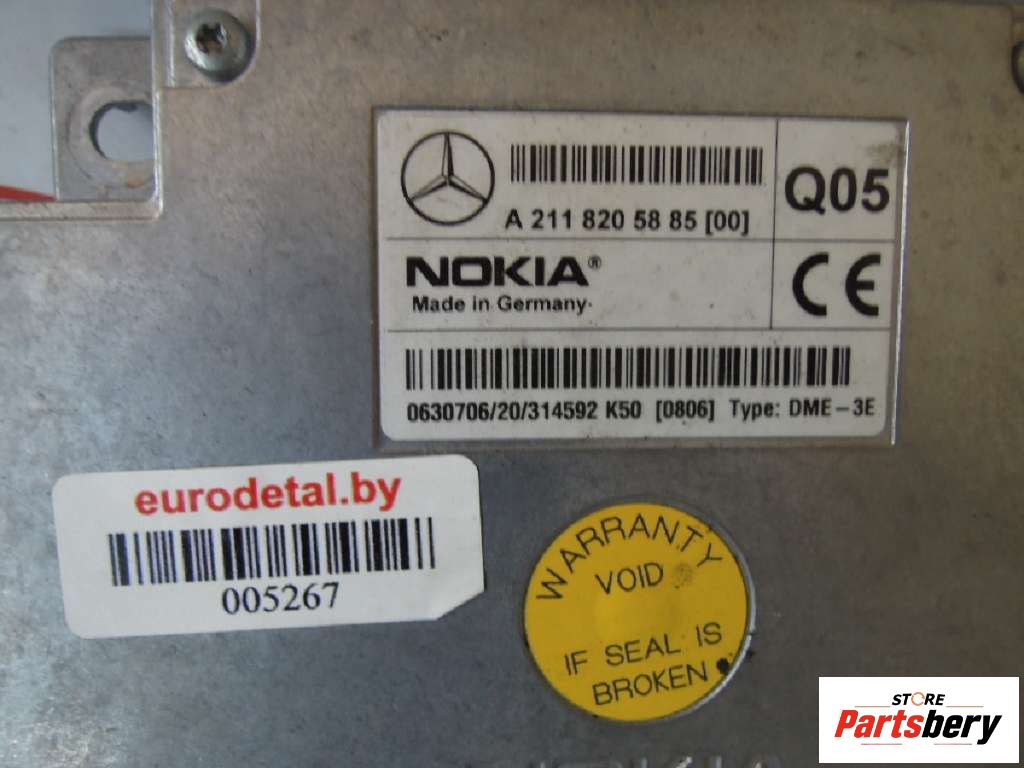 A 211 820 58 85 [00]
Q05
NOKIA®
Made in Germany
CE
0630706/20/314592 K50 [0806] Type: DME-3E
eurodetal.by
005267
WARRANTY
VOID
IF SEAL IS
BROKEN
STORE
Partsbery